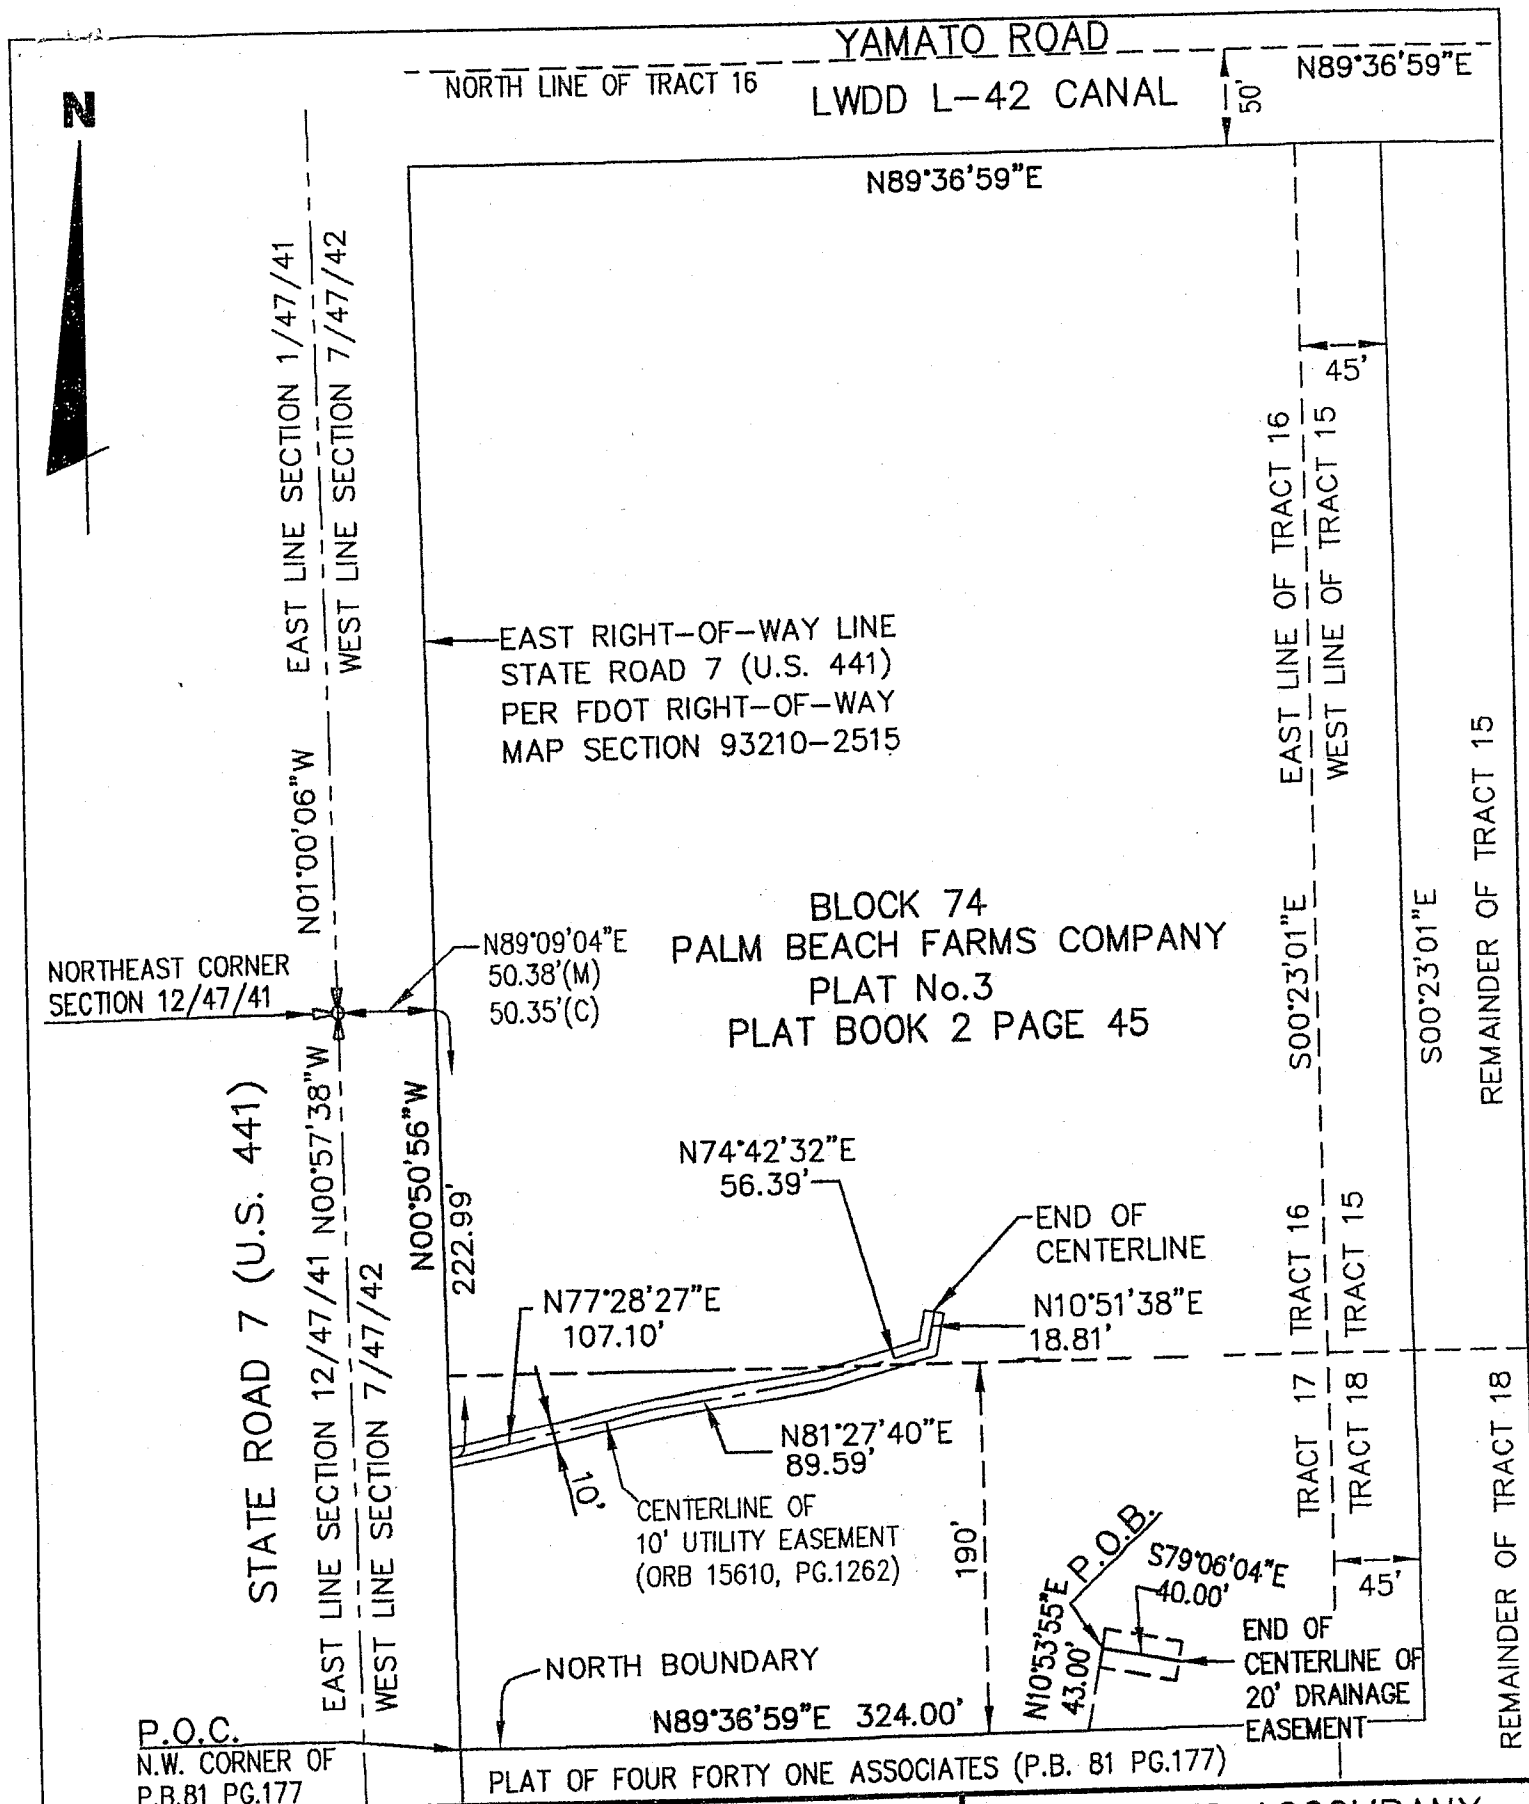 YAMATO ROAD
NORTH LINE OF TRACT 16
LWDD L-42 CANAL
50'
N89°36'59"E
N
N89°36'59"E
EAST LINE SECTION 1/47/41
WEST LINE SECTION 7/47/42
45'
EAST LINE OF TRACT 16
WEST LINE OF TRACT 15
EAST RIGHT-OF-WAY LINE
STATE ROAD 7 (U.S. 441)
PER FDOT RIGHT-OF-WAY
MAP SECTION 93210-2515
N01°00'06"W
REMAINDER OF TRACT 15
BLOCK 74
PALM BEACH FARMS COMPANY
PLAT No.3
PLAT BOOK 2 PAGE 45
N89°09'04"E
50.38'(M)
50.35'(C)
NORTHEAST CORNER
SECTION 12/47/41
S00°23'01"E
S00°23'01"E
STATE ROAD 7 (U.S. 441)
EAST LINE SECTION 12/47/41 N00°57'38"W
WEST LINE SECTION 7/47/42
N00°50'56"W
222.99'
N74°42'32"E
56.39'
END OF
CENTERLINE
TRACT 16
TRACT 15
N77°28'27"E
107.10'
N10°51'38"E
18.81'
TRACT 17
TRACT 18
N81°27'40"E
89.59'
10'
CENTERLINE OF
10' UTILITY EASEMENT
(ORB 15610, PG.1262)
190'
P.O.B.
S79°06'04"E
40.00'
45'
N10°53'55"E
43.00'
END OF
CENTERLINE OF
20' DRAINAGE
EASEMENT
REMAINDER OF TRACT 18
NORTH BOUNDARY
N89°36'59"E 324.00'
P.O.C.
N.W. CORNER OF
P.B.81 PG.177
PLAT OF FOUR FORTY ONE ASSOCIATES (P.B. 81 PG.177)